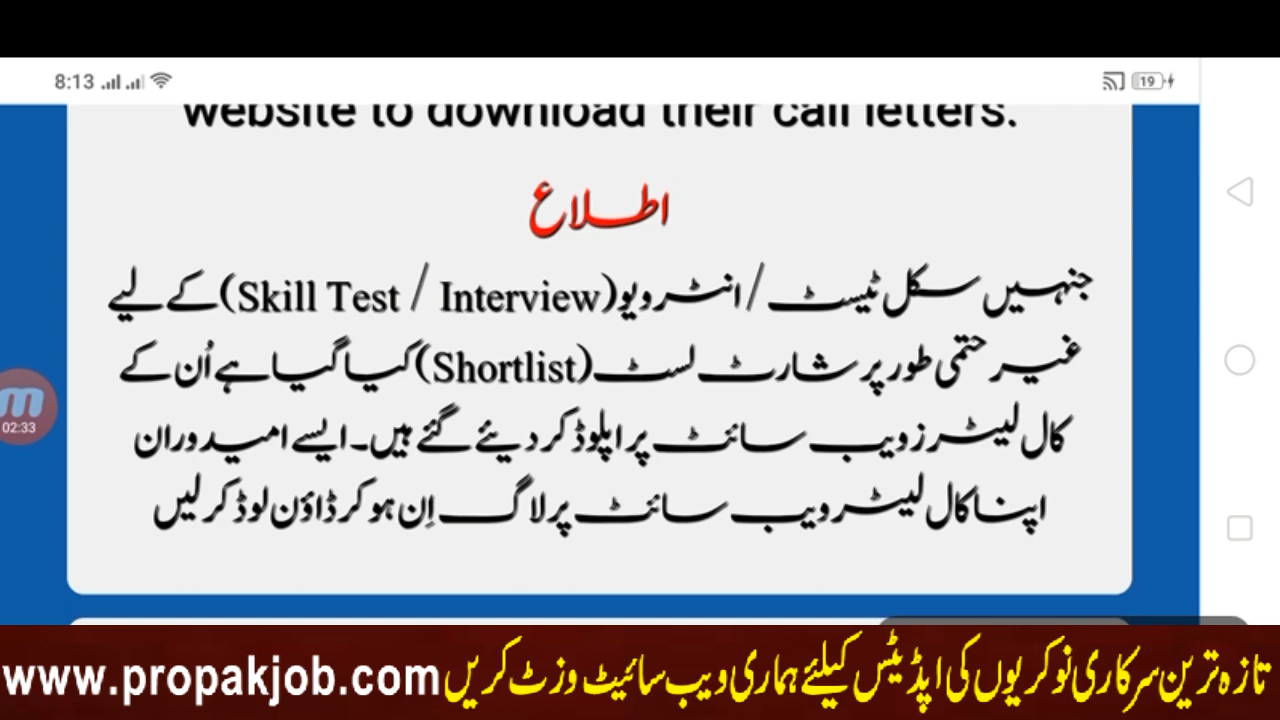 8:13
19
website to download their call letters.
اطلاع
جنہیں سکل ٹیسٹ / انٹرویو (Skill Test / Interview) کے لیے
غیر حتمی طور پر شارٹ لسٹ (Shortlist) کیا گیا ہے اُن کے
کال لیٹرز ویب سائٹ پر اپلوڈ کر دیئے گئے ہیں۔ ایسے امیدوران
اپنا کال لیٹر ویب سائٹ پر لاگ اِن ہو کر ڈاؤن لوڈ کر لیں
m
02:33
تازہ ترین سرکاری نوکریوں کی اپڈیٹس کیلئے ہماری ویب سائیٹ وزٹ کریں www.propakjob.com